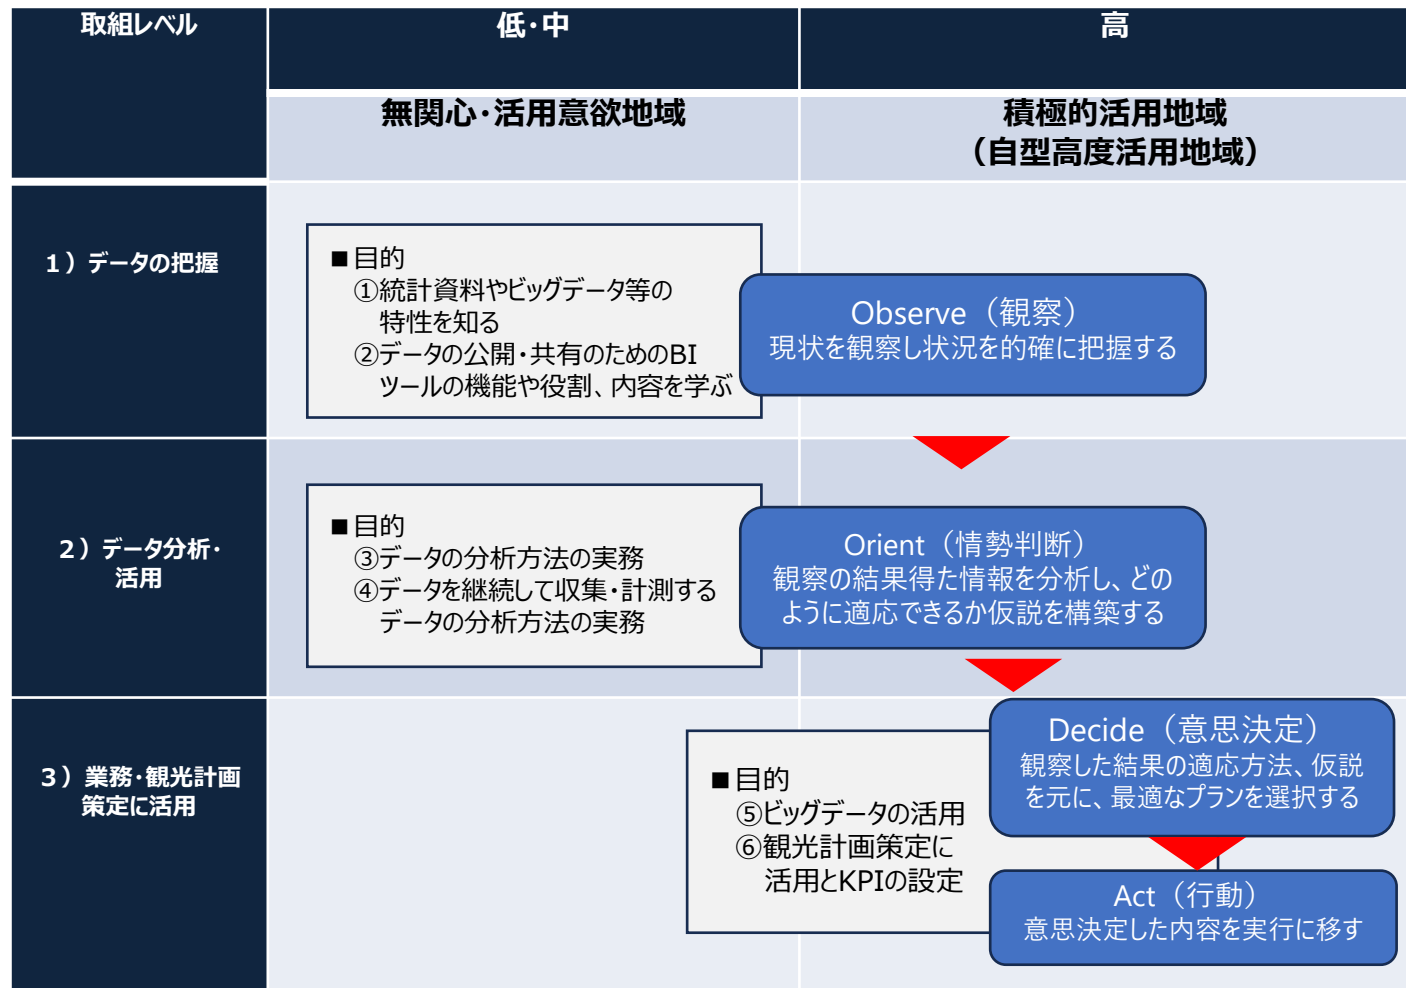 取組レベル
低・中
高
無関心・活用意欲地域
積極的活用地域
（自型高度活用地域）
１）データの把握
■目的
①統計資料やビッグデータ等の
特性を知る
②データの公開・共有のためのBI
ツールの機能や役割、内容を学ぶ
Observe（観察）
現状を観察し状況を的確に把握する
２）データ分析・
活用
■目的
③データの分析方法の実務
④データを継続して収集・計測する
データの分析方法の実務
Orient（情勢判断）
観察の結果得た情報を分析し、どの
ように適応できるか仮説を構築する
３）業務・観光計画
策定に活用
■目的
⑤ビッグデータの活用
⑥観光計画策定に
活用とKPIの設定
Decide（意思決定）
観察した結果の適応方法、仮説
を元に、最適なプランを選択する
Act（行動）
意思決定した内容を実行に移す